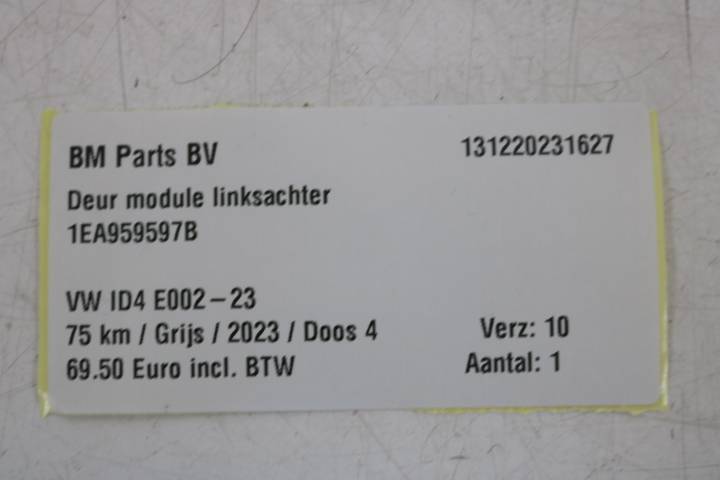 BM Parts BV 131220231627
Deur module linksachter
1EA959597B
VW ID4 E002-23
75 km / Grijs / 2023 / Doos 4 Verz: 10
69.50 Euro incl. BTW Aantal: 1